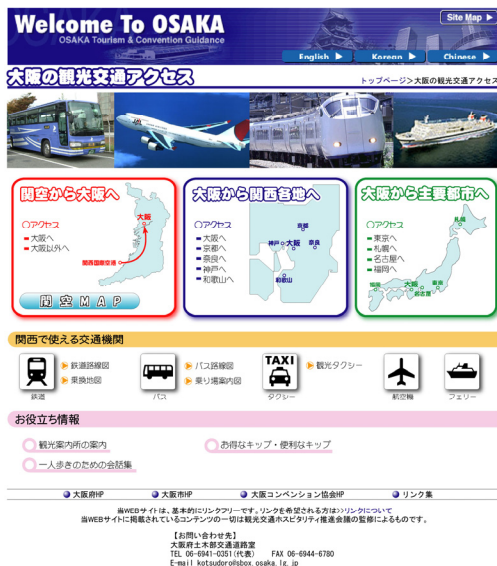 Welcome To OSAKA
OSAKA Tourism & Convention Guidance
Site Map ▶
English ▶
Korean ▶
Chinese ▶
大阪の観光交通アクセス
トップページ>大阪の観光交通アクセス
関空から大阪へ
○アクセス
大阪へ
大阪以外へ
大阪
関西国際空港
関空MAP
大阪から関西各地へ
○アクセス
大阪へ
京都へ
奈良へ
神戸へ
和歌山へ
京都
神戸
大阪
奈良
和歌山
大阪から主要都市へ
○アクセス
東京へ
札幌へ
名古屋へ
福岡へ
札幌
福岡
大阪
東京
名古屋
関西で使える交通機関
鉄道路線図
乗換地図
鉄道
バス路線図
乗り場案内図
バス
TAXI
観光タクシー
タクシー
航空機
フェリー
お役立ち情報
観光案内所の案内
お得なキップ・便利なキップ
一人歩きのための会話集
大阪府HP
大阪市HP
大阪コンベンション協会HP
リンク集
当WEBサイトは、基本的にリンクフリーです。リンクを希望される方は>>リンクについて
当WEBサイトに掲載されているコンテンツの一切は観光交通ホスピタリティ推進会議の監修によるものです。
【お問い合わせ先】
大阪府土木部交通道路室
TEL 06-6941-0351(代表) FAX 06-6944-6780
E-mail kotsudoro@sbox.osaka.lg.jp